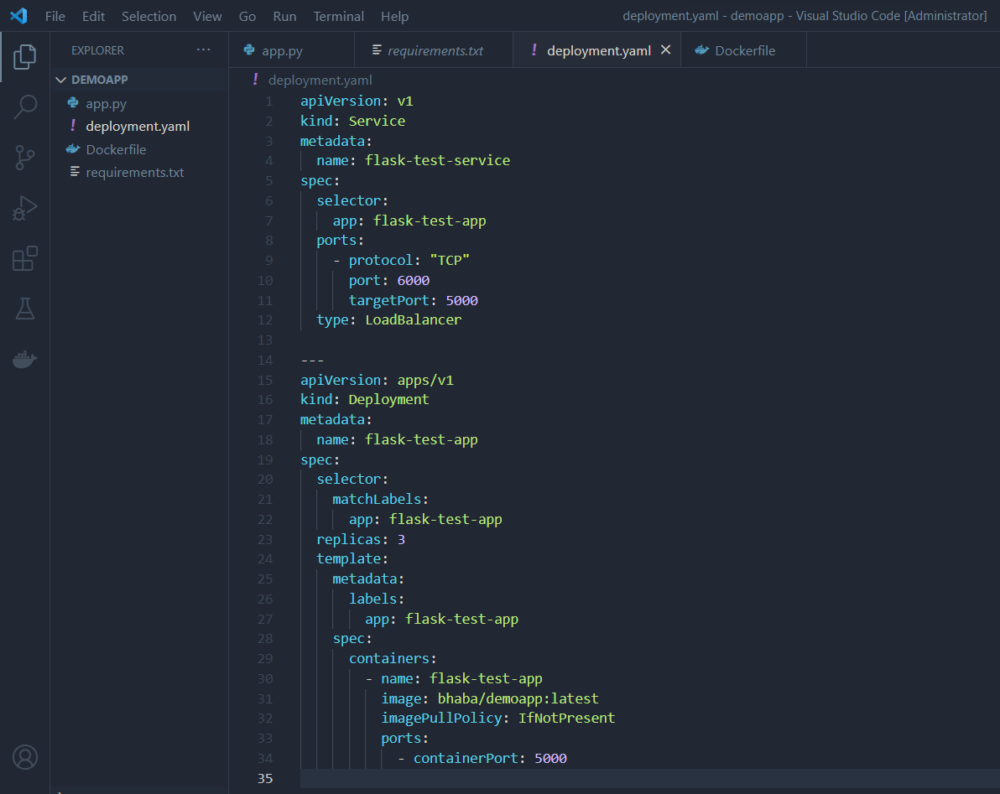 File Edit Selection View Go Run Terminal Help
deployment.yaml - demoapp - Visual Studio Code [Administrator]
EXPLORER ···
DEMOAPP
app.py
deployment.yaml
Dockerfile
requirements.txt
app.py requirements.txt deployment.yaml Dockerfile
deployment.yaml
1 apiVersion: v1
2 kind: Service
3 metadata:
4   name: flask-test-service
5 spec:
6   selector:
7     app: flask-test-app
8   ports:
9     - protocol: "TCP"
10       port: 6000
11       targetPort: 5000
12   type: LoadBalancer
13
14 ---
15 apiVersion: apps/v1
16 kind: Deployment
17 metadata:
18   name: flask-test-app
19 spec:
20   selector:
21     matchLabels:
22       app: flask-test-app
23   replicas: 3
24   template:
25     metadata:
26       labels:
27         app: flask-test-app
28     spec:
29       containers:
30         - name: flask-test-app
31           image: bhaba/demoapp:latest
32           imagePullPolicy: IfNotPresent
33           ports:
34             - containerPort: 5000
35